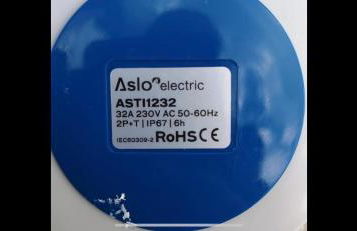 Aslo electric
ASTI1232
32A 230V AC 50-60Hz
2P+T | IP67 | 6h
IEC60309-2 RoHS CE